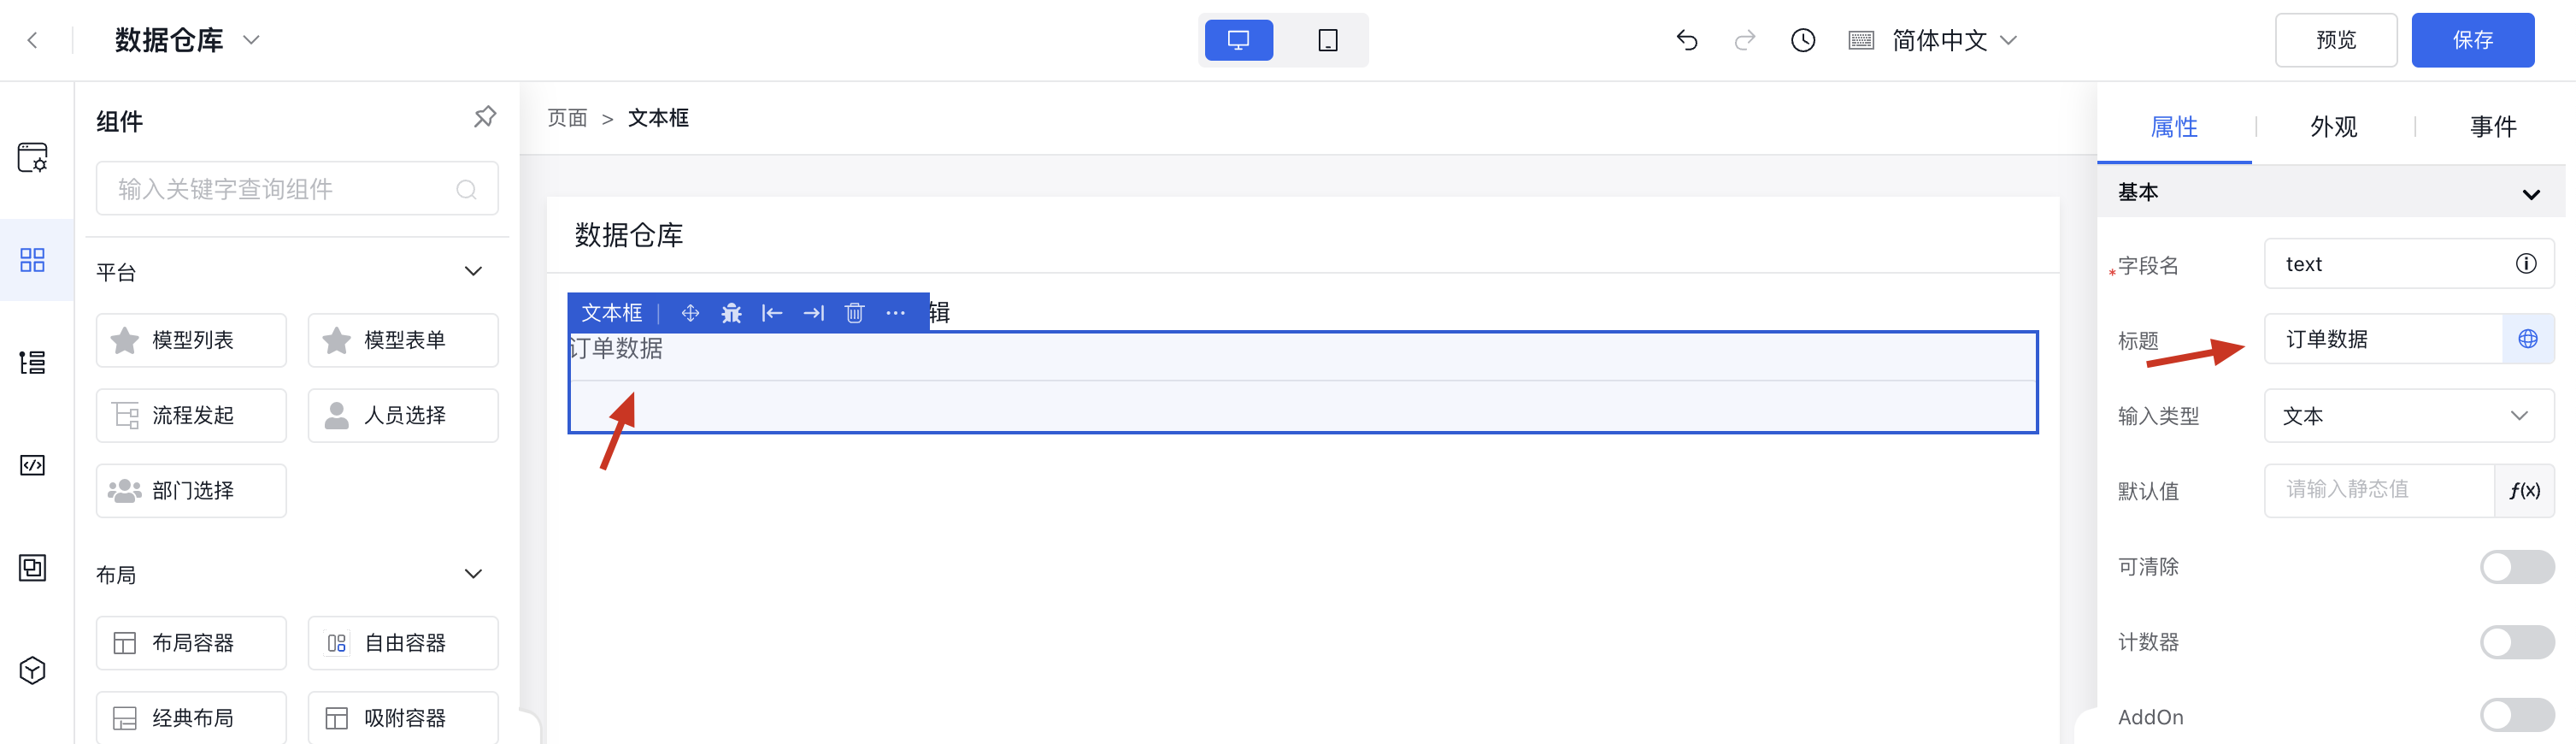 数据仓库
简体中文
预览
保存
组件
输入关键字查询组件
平台
模型列表
模型表单
流程发起
人员选择
部门选择
布局
布局容器
自由容器
经典布局
吸附容器
页面 > 文本框
数据仓库
文本框
辑
订单数据
属性
外观
事件
基本
*字段名
text
标题
订单数据
输入类型
文本
默认值
请输入静态值
f(x)
可清除
计数器
AddOn